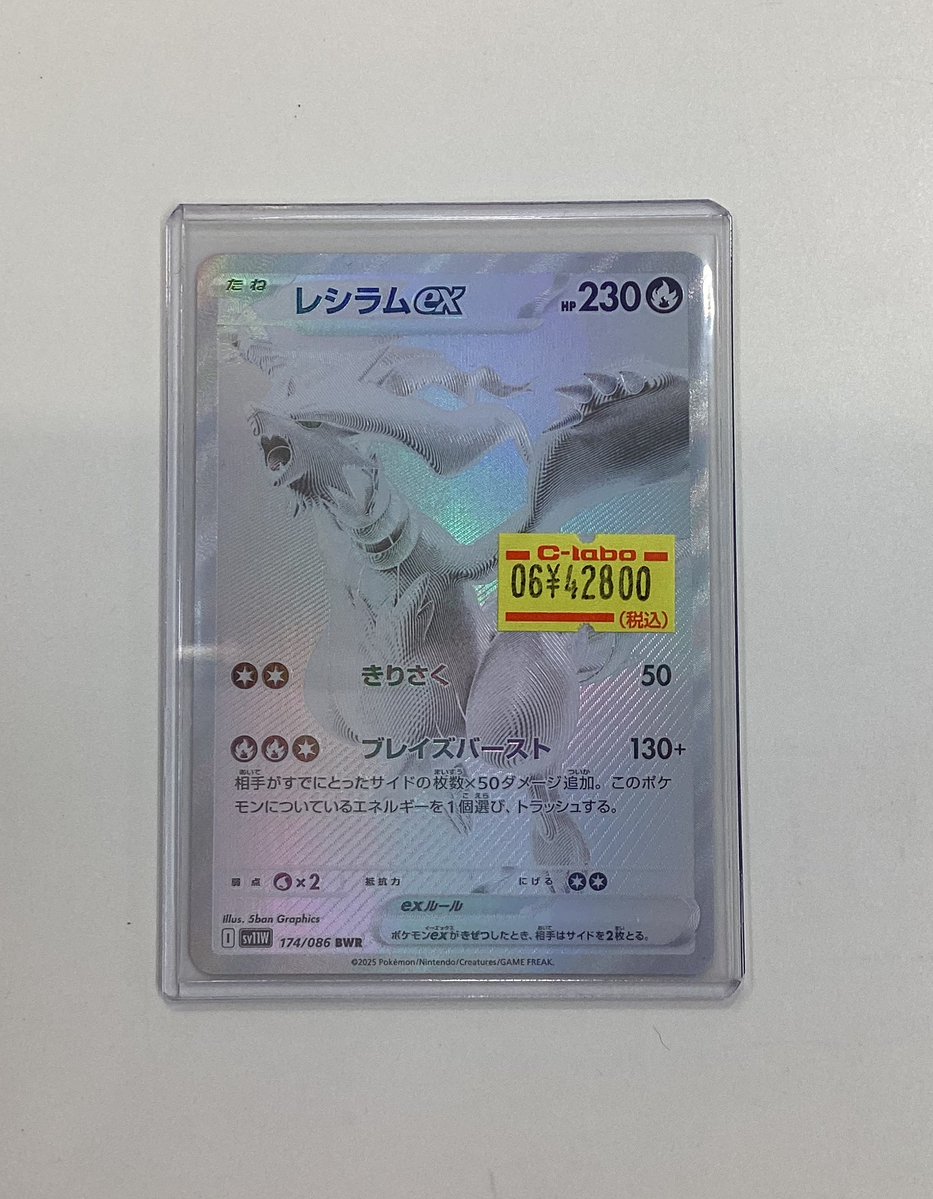 たね
レシラムex
HP 230
C-labo
06¥42800
(税込)
きりさく 50
ブレイズバースト 130+
相手がすでにとったサイドの枚数×50ダメージ追加。このポケ
モンについているエネルギーを1個選び、トラッシュする。
弱点 ×2 抵抗力 にげる
exルール
ポケモンexがきぜつしたとき、相手はサイドを2枚とる。
Illus. 5ban Graphics
I sv11W 174/086 BWR
©2025 Pokémon/Nintendo/Creatures/GAME FREAK.